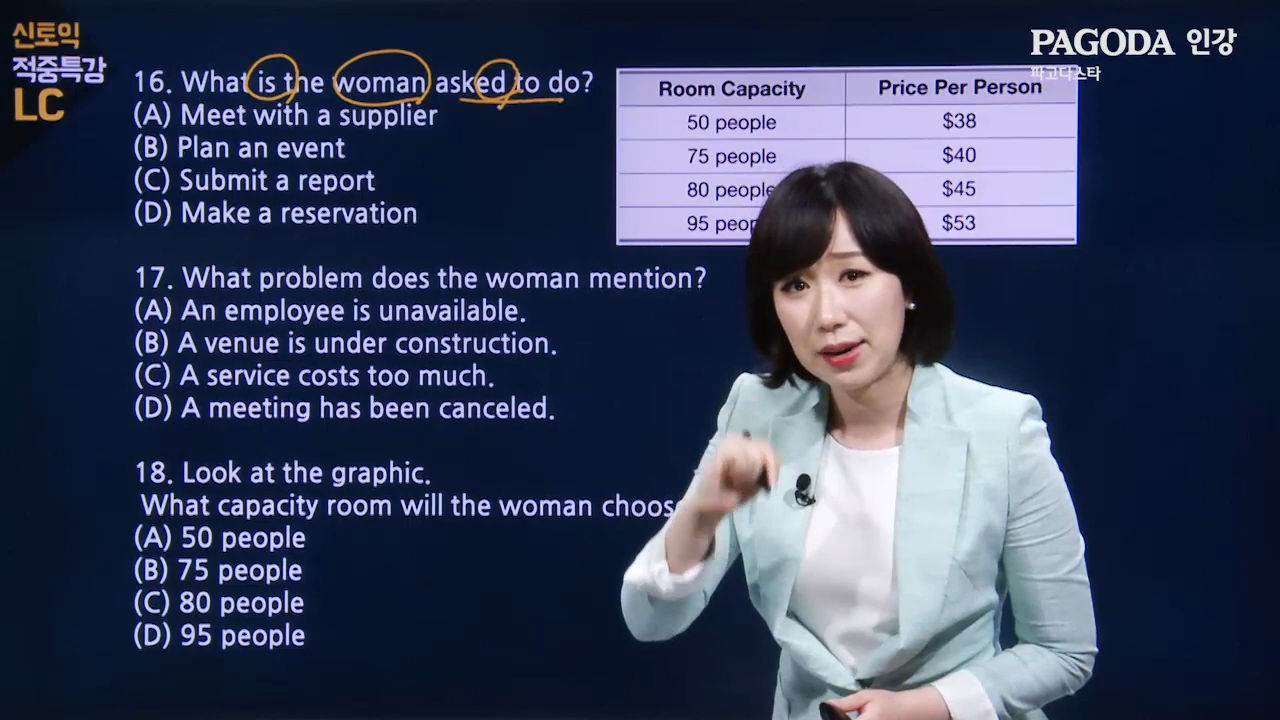 신토익
적중특강
LC
PAGODA 인강
파고다스타
16. What is the woman asked to do?
(A) Meet with a supplier
(B) Plan an event
(C) Submit a report
(D) Make a reservation
Room Capacity Price Per Person
50 people $38
75 people $40
80 people $45
95 $53
17. What problem does the woman mention?
(A) An employee is unavailable.
(B) A venue is under construction.
(C) A service costs too much.
(D) A meeting has been canceled.
18. Look at the graphic.
What capacity room will the woman
(A) 50 people
(B) 75 people
(C) 80 people
(D) 95 people